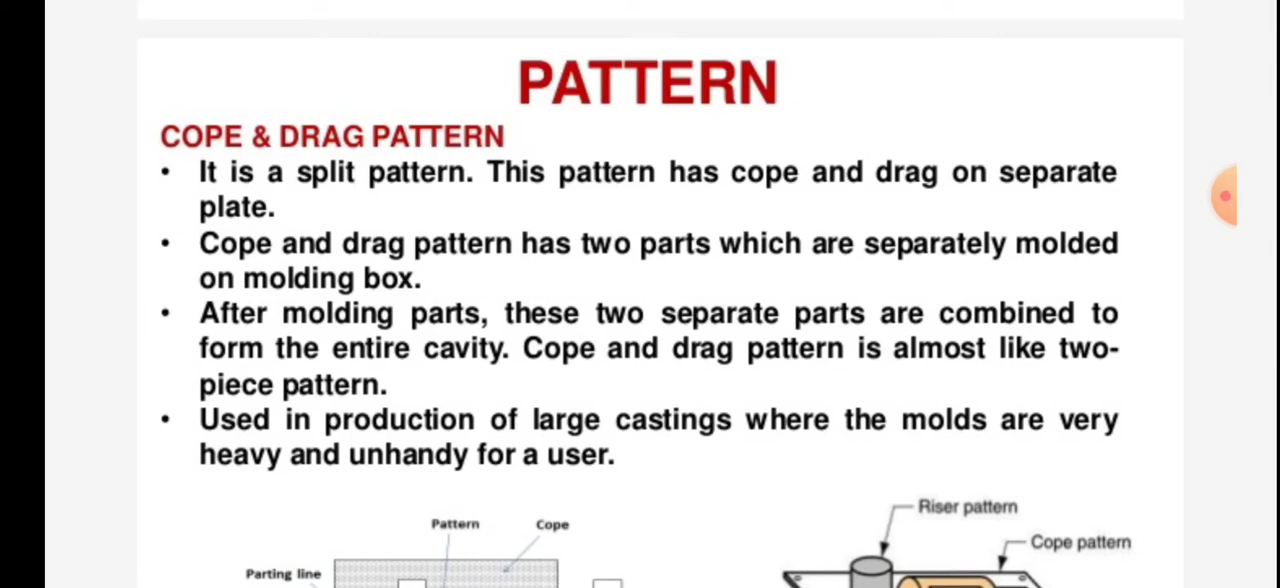 PATTERN
COPE & DRAG PATTERN
• It is a split pattern. This pattern has cope and drag on separate
plate.
• Cope and drag pattern has two parts which are separately molded
on molding box.
• After molding parts, these two separate parts are combined to
form the entire cavity. Cope and drag pattern is almost like two-
piece pattern.
• Used in production of large castings where the molds are very
heavy and unhandy for a user.
Riser pattern
Pattern
Cope
Cope pattern
Parting line